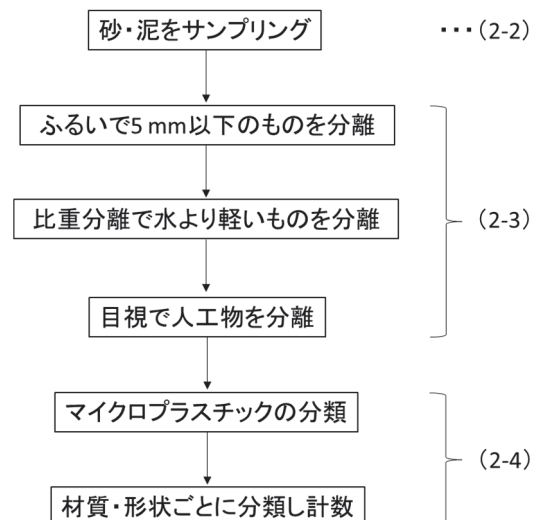 砂・泥をサンプリング
・・・(2-2)
ふるいで5 mm以下のものを分離
比重分離で水より軽いものを分離
(2-3)
目視で人工物を分離
マイクロプラスチックの分類
(2-4)
材質・形状ごとに分類し計数